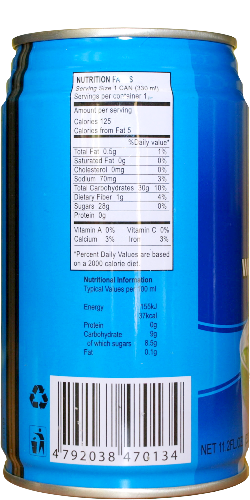 NUTRITION FA S
Serving Size 1 CAN (330 ml)
Servings per container 1
Amount per serving
Calories 125
Calories from Fat 5
%Daily value*
Total Fat 0.5g 1%
Saturated Fat 0g 0%
Cholesterol 0mg 0%
Sodium 70mg 3%
Total Carbohydrates 30g 10%
Dietary Fiber 1g 4%
Sugars 28g 0%
Protein 0g
Vitamin A 0% Vitamin C 0%
Calcium 3% Iron 3%
*Percent Daily Values are based
on a 2000 calorie diet.
Nutritional Information
Typical Values per 100 ml
Energy 155kJ
37kcal
Protein 0g
Carbohydrate 9g
of which sugars 8.5g
Fat 0.1g
4 792038 470134
NET 11.2FL.O